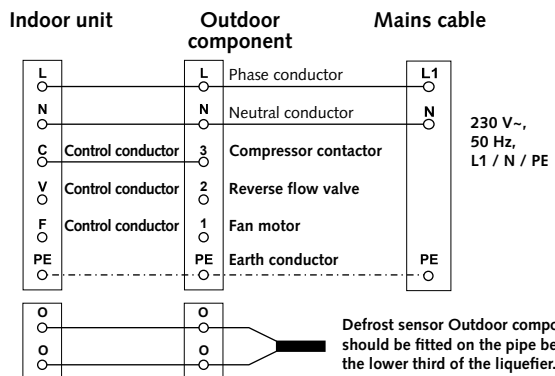 Indoor unit
Outdoor component
Mains cable
L
L
Phase conductor
L1
N
N
Neutral conductor
N
230 V~,
50 Hz,
L1 / N / PE
C
Control conductor
3
Compressor contactor
V
Control conductor
2
Reverse flow valve
F
Control conductor
1
Fan motor
PE
PE
Earth conductor
PE
O
O
O
O
Defrost sensor Outdoor compo
should be fitted on the pipe be
the lower third of the liquefier.